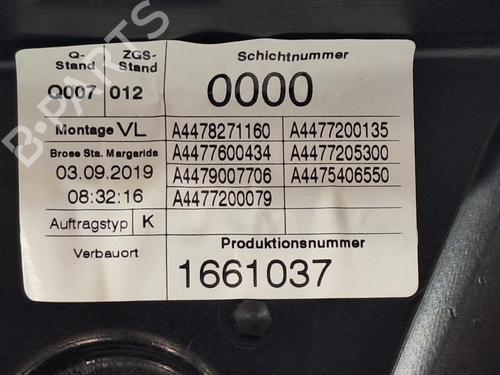 Q-Stand ZGS-Stand Schichtnummer
Q007 012 0000
Montage VL A4478271160 A4477200135
Brose Sta. Margarida A4477600434 A4477205300
03.09.2019 A4479007706 A4475406550
08:32:16 A4477200079
Auftragstyp K
Verbauort Produktionsnummer
1661037
B-PARTS